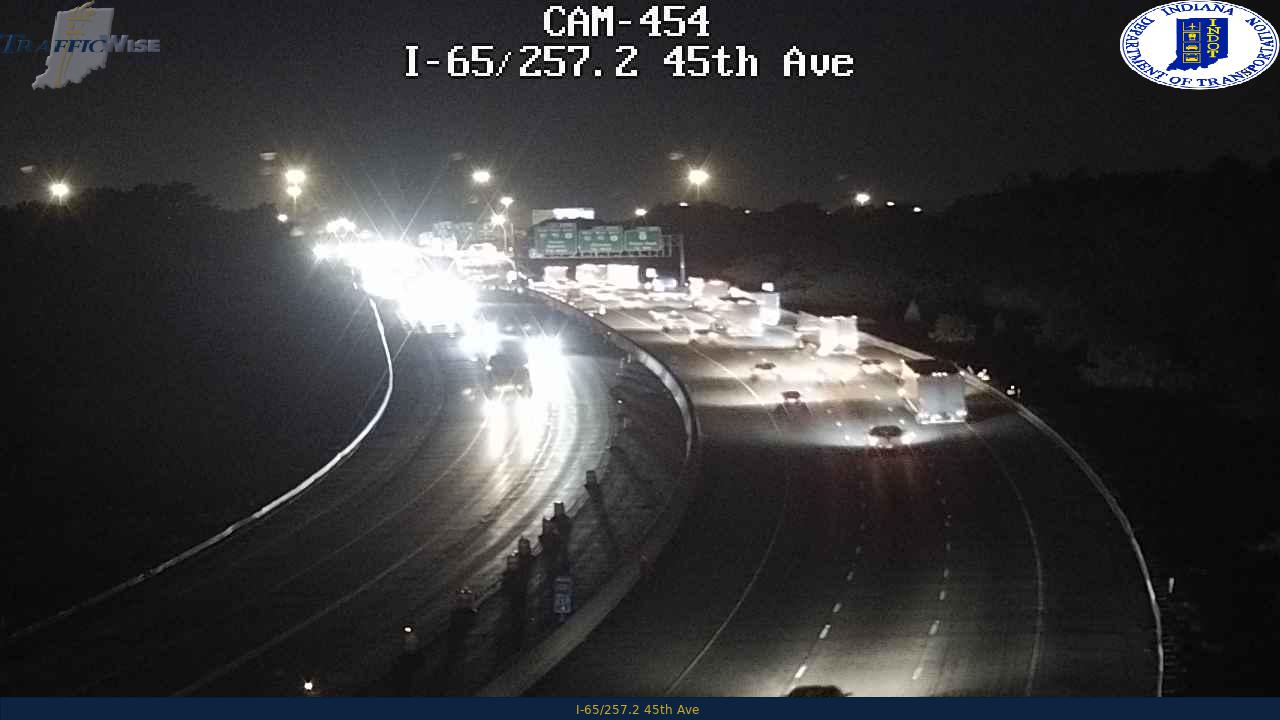 CAM-454
I-65/257.2 45th Ave
TRAFFICWISE
INDIANA
DEPARTMENT OF TRANSPORTATION
INDOT
I-65/257.2 45th Ave